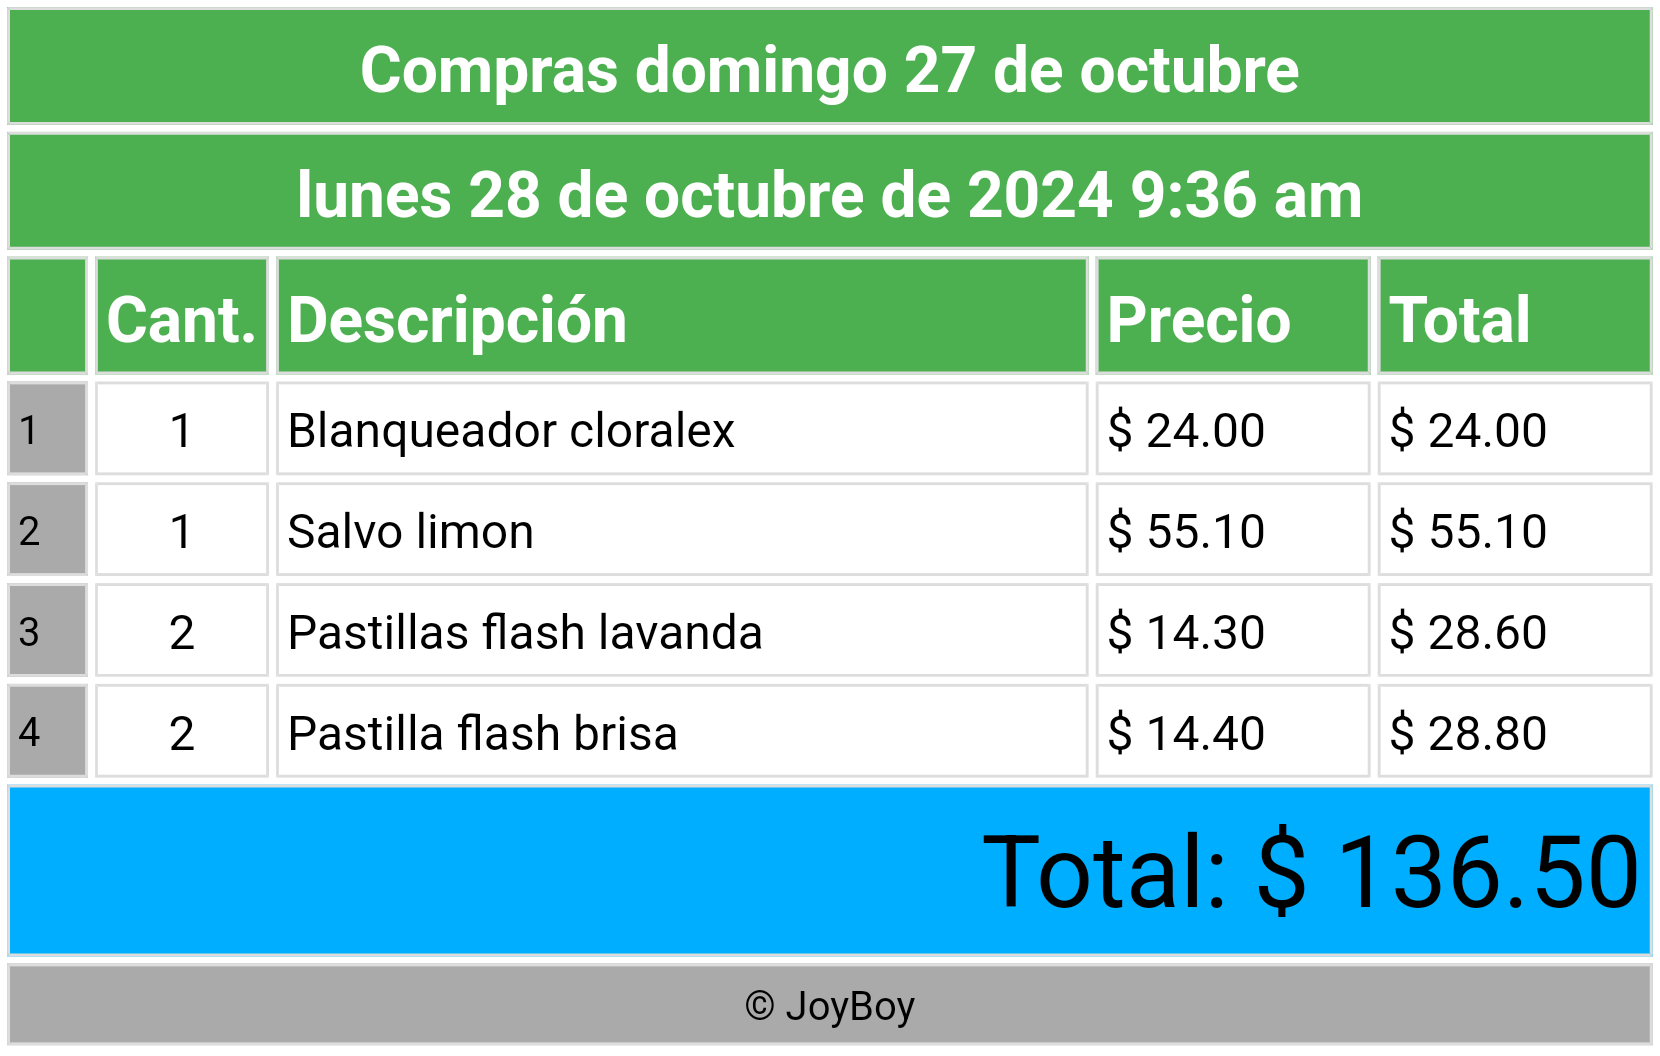 Compras domingo 27 de octubre
lunes 28 de octubre de 2024 9:36 am
Cant. Descripción Precio Total
1 1 Blanqueador cloralex $ 24.00 $ 24.00
2 1 Salvo limon $ 55.10 $ 55.10
3 2 Pastillas flash lavanda $ 14.30 $ 28.60
4 2 Pastilla flash brisa $ 14.40 $ 28.80
Total: $ 136.50
© JoyBoy